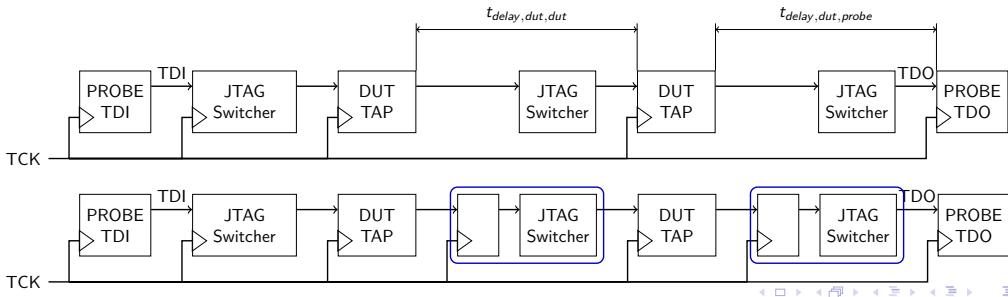 t_delay,dut,dut
t_delay,dut,probe
TDI
TDO
PROBE
TDI
JTAG
Switcher
DUT
TAP
JTAG
Switcher
DUT
TAP
JTAG
Switcher
PROBE
TDO
TCK
TDI
TDO
PROBE
TDI
JTAG
Switcher
DUT
TAP
JTAG
Switcher
DUT
TAP
JTAG
Switcher
PROBE
TDO
TCK